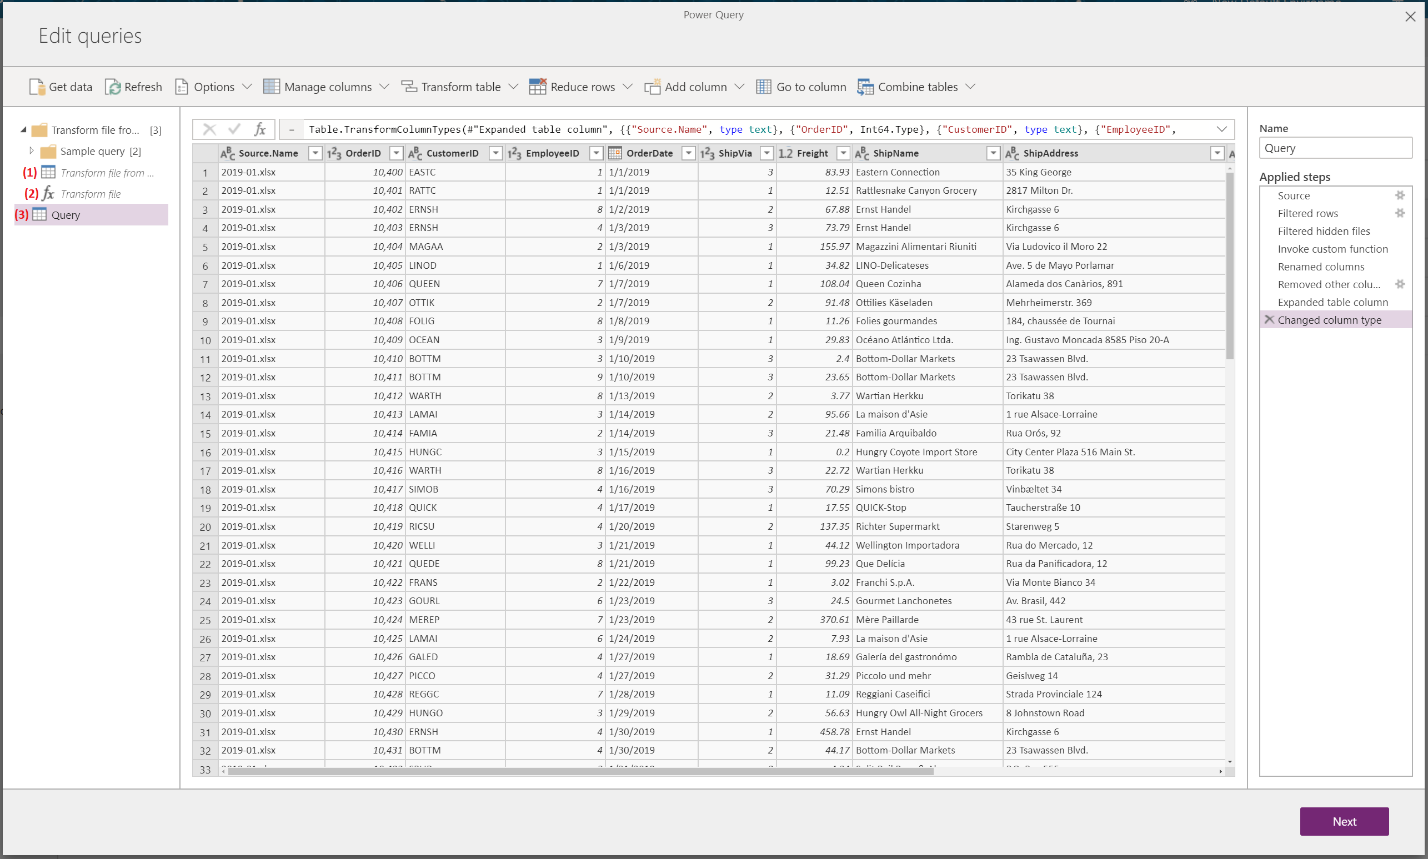 Power Query
Edit queries
Get data Refresh Options Manage columns Transform table Reduce rows Add column Go to column Combine tables
Transform file fro... [3]
Sample query [2]
(1) Transform file from ...
(2) fx Transform file
(3) Query
fx = Table.TransformColumnTypes(#"Expanded table column", {{"Source.Name", type text}, {"OrderID", Int64.Type}, {"CustomerID", type text}, {"EmployeeID",
Source.Name OrderID CustomerID EmployeeID OrderDate ShipVia Freight ShipName ShipAddress
1 2019-01.xlsx 10,400 EASTC 1 1/1/2019 3 83.93 Eastern Connection 35 King George
2 2019-01.xlsx 10,401 RATTC 1 1/1/2019 1 12.51 Rattlesnake Canyon Grocery 2817 Milton Dr.
3 2019-01.xlsx 10,402 ERNSH 8 1/2/2019 2 67.88 Ernst Handel Kirchgasse 6
4 2019-01.xlsx 10,403 ERNSH 4 1/3/2019 3 73.79 Ernst Handel Kirchgasse 6
5 2019-01.xlsx 10,404 MAGAA 2 1/3/2019 1 155.97 Magazzini Alimentari Riuniti Via Ludovico il Moro 22
6 2019-01.xlsx 10,405 LINOD 1 1/6/2019 1 34.82 LINO-Delicateses Ave. 5 de Mayo Porlamar
7 2019-01.xlsx 10,406 QUEEN 7 1/7/2019 1 108.04 Queen Cozinha Alameda dos Canàrios, 891
8 2019-01.xlsx 10,407 OTTIK 2 1/7/2019 2 91.48 Ottilies Käseladen Mehrheimerstr. 369
9 2019-01.xlsx 10,408 FOLIG 8 1/8/2019 1 11.26 Folies gourmandes 184, chaussée de Tournai
10 2019-01.xlsx 10,409 OCEAN 3 1/9/2019 1 29.83 Océano Atlántico Ltda. Ing. Gustavo Moncada 8585 Piso 20-A
11 2019-01.xlsx 10,410 BOTTM 3 1/10/2019 3 2.4 Bottom-Dollar Markets 23 Tsawassen Blvd.
12 2019-01.xlsx 10,411 BOTTM 9 1/10/2019 3 23.65 Bottom-Dollar Markets 23 Tsawassen Blvd.
13 2019-01.xlsx 10,412 WARTH 8 1/13/2019 2 3.77 Wartian Herkku Torikatu 38
14 2019-01.xlsx 10,413 LAMAI 3 1/14/2019 2 95.66 La maison d'Asie 1 rue Alsace-Lorraine
15 2019-01.xlsx 10,414 FAMIA 2 1/14/2019 3 21.48 Familia Arquibaldo Rua Orós, 92
16 2019-01.xlsx 10,415 HUNGC 3 1/15/2019 1 0.2 Hungry Coyote Import Store City Center Plaza 516 Main St.
17 2019-01.xlsx 10,416 WARTH 8 1/16/2019 3 22.72 Wartian Herkku Torikatu 38
18 2019-01.xlsx 10,417 SIMOB 4 1/16/2019 3 70.29 Simons bistro Vinbæltet 34
19 2019-01.xlsx 10,418 QUICK 4 1/17/2019 1 17.55 QUICK-Stop Taucherstraße 10
20 2019-01.xlsx 10,419 RICSU 4 1/20/2019 2 137.35 Richter Supermarkt Starenweg 5
21 2019-01.xlsx 10,420 WELLI 3 1/21/2019 1 44.12 Wellington Importadora Rua do Mercado, 12
22 2019-01.xlsx 10,421 QUEDE 8 1/21/2019 1 99.23 Que Delícia Rua da Panificadora, 12
23 2019-01.xlsx 10,422 FRANS 2 1/22/2019 1 3.02 Franchi S.p.A. Via Monte Bianco 34
24 2019-01.xlsx 10,423 GOURL 6 1/23/2019 3 24.5 Gourmet Lanchonetes Av. Brasil, 442
25 2019-01.xlsx 10,424 MEREP 7 1/23/2019 2 370.61 Mère Paillarde 43 rue St. Laurent
26 2019-01.xlsx 10,425 LAMAI 6 1/24/2019 2 7.93 La maison d'Asie 1 rue Alsace-Lorraine
27 2019-01.xlsx 10,426 GALED 4 1/27/2019 1 18.69 Galería del gastronómo Rambla de Cataluña, 23
28 2019-01.xlsx 10,427 PICCO 4 1/27/2019 2 31.29 Piccolo und mehr Geislweg 14
29 2019-01.xlsx 10,428 REGGC 7 1/28/2019 1 11.09 Reggiani Caseifici Strada Provinciale 124
30 2019-01.xlsx 10,429 HUNGO 3 1/29/2019 2 56.63 Hungry Owl All-Night Grocers 8 Johnstown Road
31 2019-01.xlsx 10,430 ERNSH 4 1/30/2019 1 458.78 Ernst Handel Kirchgasse 6
32 2019-01.xlsx 10,431 BOTTM 4 1/30/2019 2 44.17 Bottom-Dollar Markets 23 Tsawassen Blvd.
33
Name
Query
Applied steps
Source
Filtered rows
Filtered hidden files
Invoke custom function
Renamed columns
Removed other colu...
Expanded table column
Changed column type
Next